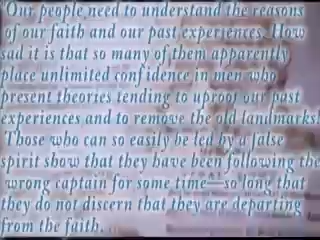 Our people need to understand the reasons
of our faith and our past experiences. How
sad it is that so many of them apparently
place unlimited confidence in men who
present theories tending to uproot our past
experiences and to remove the old landmarks!
Those who can so easily be led by a false
spirit show that they have been following the
wrong captain for some time—so long that
they do not discern that they are departing
from the faith.